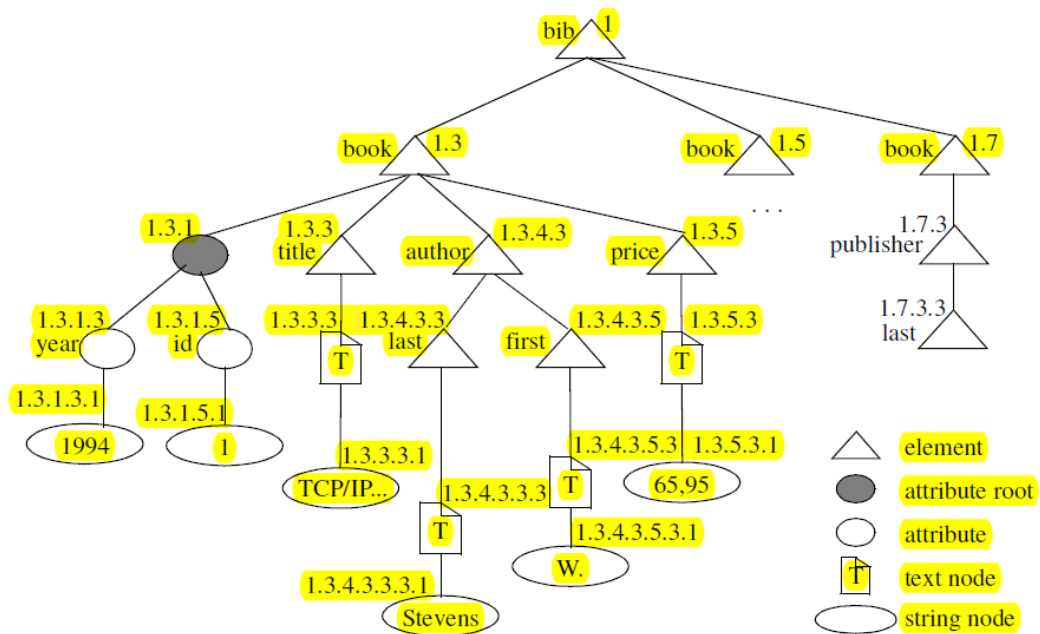 bib 1
book 1.3
book 1.5
book 1.7
. . .
1.3.1
1.3.3
title
author
1.3.4.3
price
1.3.5
1.7.3
publisher
1.3.1.3
year
1.3.1.5
id
1.3.3.3
T
1.3.4.3.3
last
first
1.3.4.3.5
1.3.5.3
T
1.7.3.3
last
1.3.1.3.1
1994
1.3.1.5.1
1
1.3.3.3.1
TCP/IP...
1.3.4.3.5.3
T
1.3.5.3.1
65,95
1.3.4.3.3.3
T
1.3.4.3.5.3.1
W.
1.3.4.3.3.3.1
Stevens
element
attribute root
attribute
T text node
string node